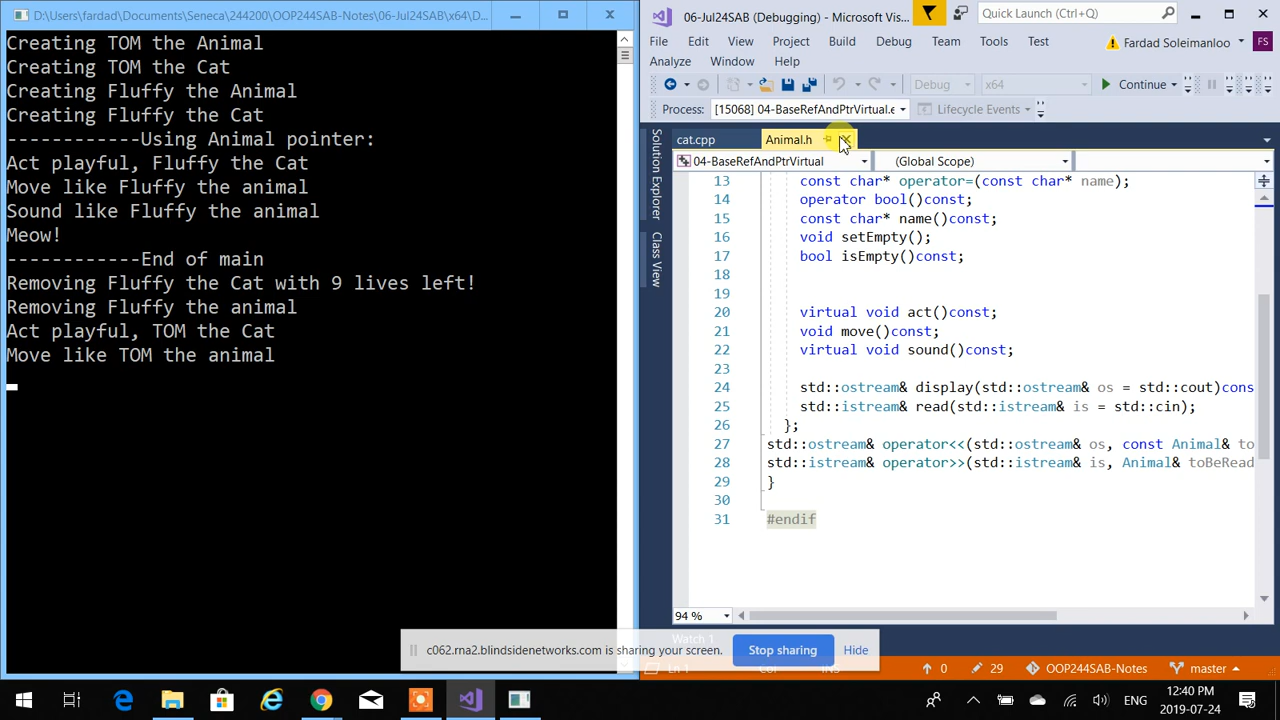 D:\Users\fardad\Documents\Seneca\244200\OOP244SAB-Notes\06-Jul24SAB\x64\D...
Creating TOM the Animal
Creating TOM the Cat
Creating Fluffy the Animal
Creating Fluffy the Cat
------------Using Animal pointer:
Act playful, Fluffy the Cat
Move like Fluffy the animal
Sound like Fluffy the animal
Meow!
------------End of main
Removing Fluffy the Cat with 9 lives left!
Removing Fluffy the animal
Act playful, TOM the Cat
Move like TOM the animal
06-Jul24SAB (Debugging) - Microsoft Vis...
Quick Launch (Ctrl+Q)
File Edit View Project Build Debug Team Tools Test
Fardad Soleimanloo FS
Analyze Window Help
Debug x64 Continue
Process: [15068] 04-BaseRefAndPtrVirtual.e Lifecycle Events
Solution Explorer
Class View
cat.cpp Animal.h
04-BaseRefAndPtrVirtual (Global Scope)
13 const char* operator=(const char* name);
14 operator bool()const;
15 const char* name()const;
16 void setEmpty();
17 bool isEmpty()const;
18
19
20 virtual void act()const;
21 void move()const;
22 virtual void sound()const;
23
24 std::ostream& display(std::ostream& os = std::cout)cons
25 std::istream& read(std::istream& is = std::cin);
26 };
27 std::ostream& operator<<(std::ostream& os, const Animal& to
28 std::istream& operator>>(std::istream& is, Animal& toBeRead
29 }
30
31 #endif
94 %
Watch 1
c062.rna2.blindsidenetworks.com is sharing your screen. Stop sharing Hide
Ln 1 Col INS 0 29 OOP244SAB-Notes master
ENG
12:40 PM
2019-07-24